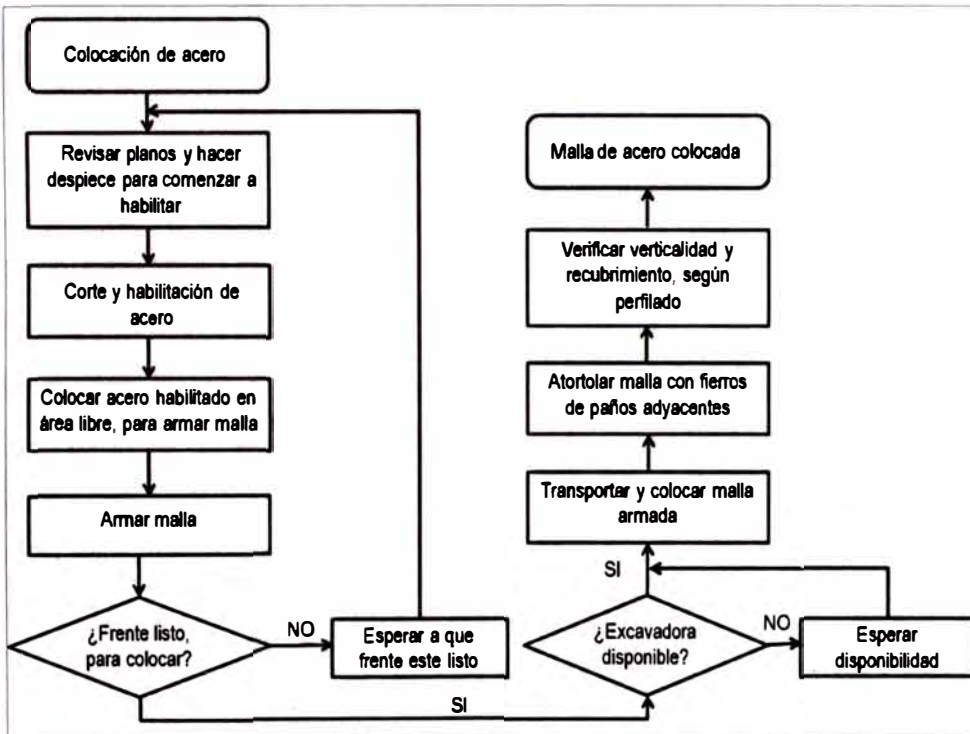 Colocación de acero
Revisar planos y hacer
despiece para comenzar a
habilitar
Corte y habilitación de
acero
Colocar acero habilitado en
área libre, para armar malla
Armar malla
¿Frente listo,
para colocar?
NO
Esperar a que
frente este listo
SI
¿Excavadora
disponible?
NO
Esperar
disponibilidad
SI
Transportar y colocar malla
armada
Atortolar malla con fierros
de paños adyacentes
Verificar verticalidad y
recubrimiento, según
perfilado
Malla de acero colocada